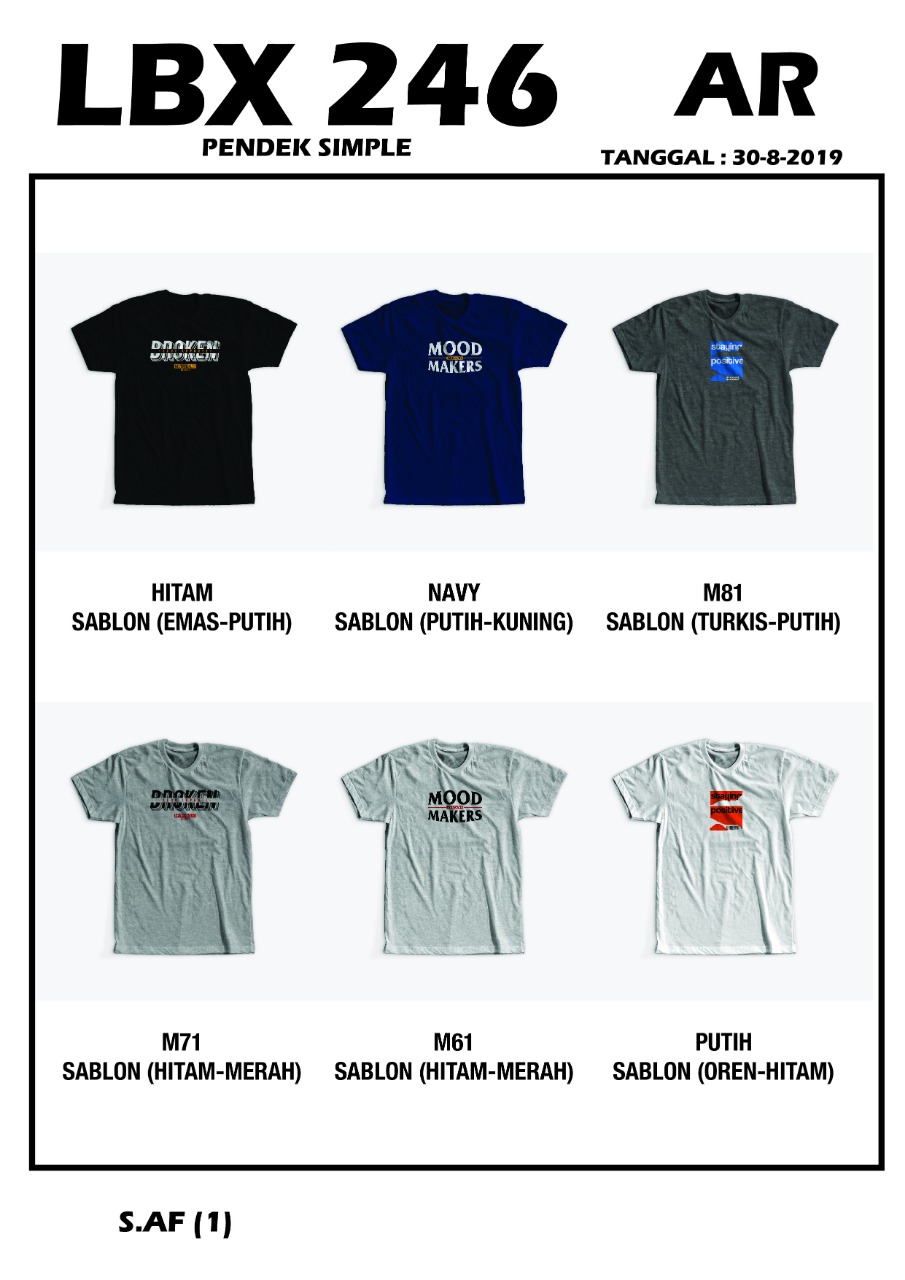 LBX 246
AR
PENDEK SIMPLE
TANGGAL : 30-8-2019
BROKEN
MOOD
MAKERS
staying
positive
HITAM
SABLON (EMAS-PUTIH)
NAVY
SABLON (PUTIH-KUNING)
M81
SABLON (TURKIS-PUTIH)
BROKEN
MOOD
MAKERS
staying
positive
M71
SABLON (HITAM-MERAH)
M61
SABLON (HITAM-MERAH)
PUTIH
SABLON (OREN-HITAM)
S.AF (1)